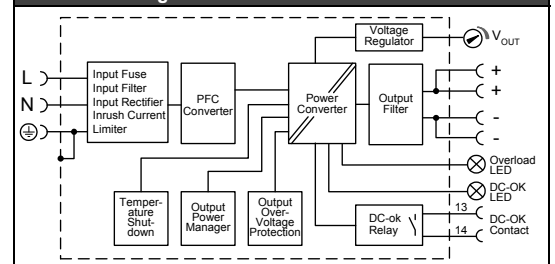 Voltage
Regulator
VOUT
L
N
Input Fuse
Input Filter
Input Rectifier
Inrush Current
Limiter
PFC
Converter
Power
Converter
Output
Filter
+
+
-
-
Overload
LED
DC-OK
LED
Temper-
ature
Shut-
down
Output
Power
Manager
Output
Over-
Voltage
Protection
DC-ok
Relay
13
14
DC-OK
Contact